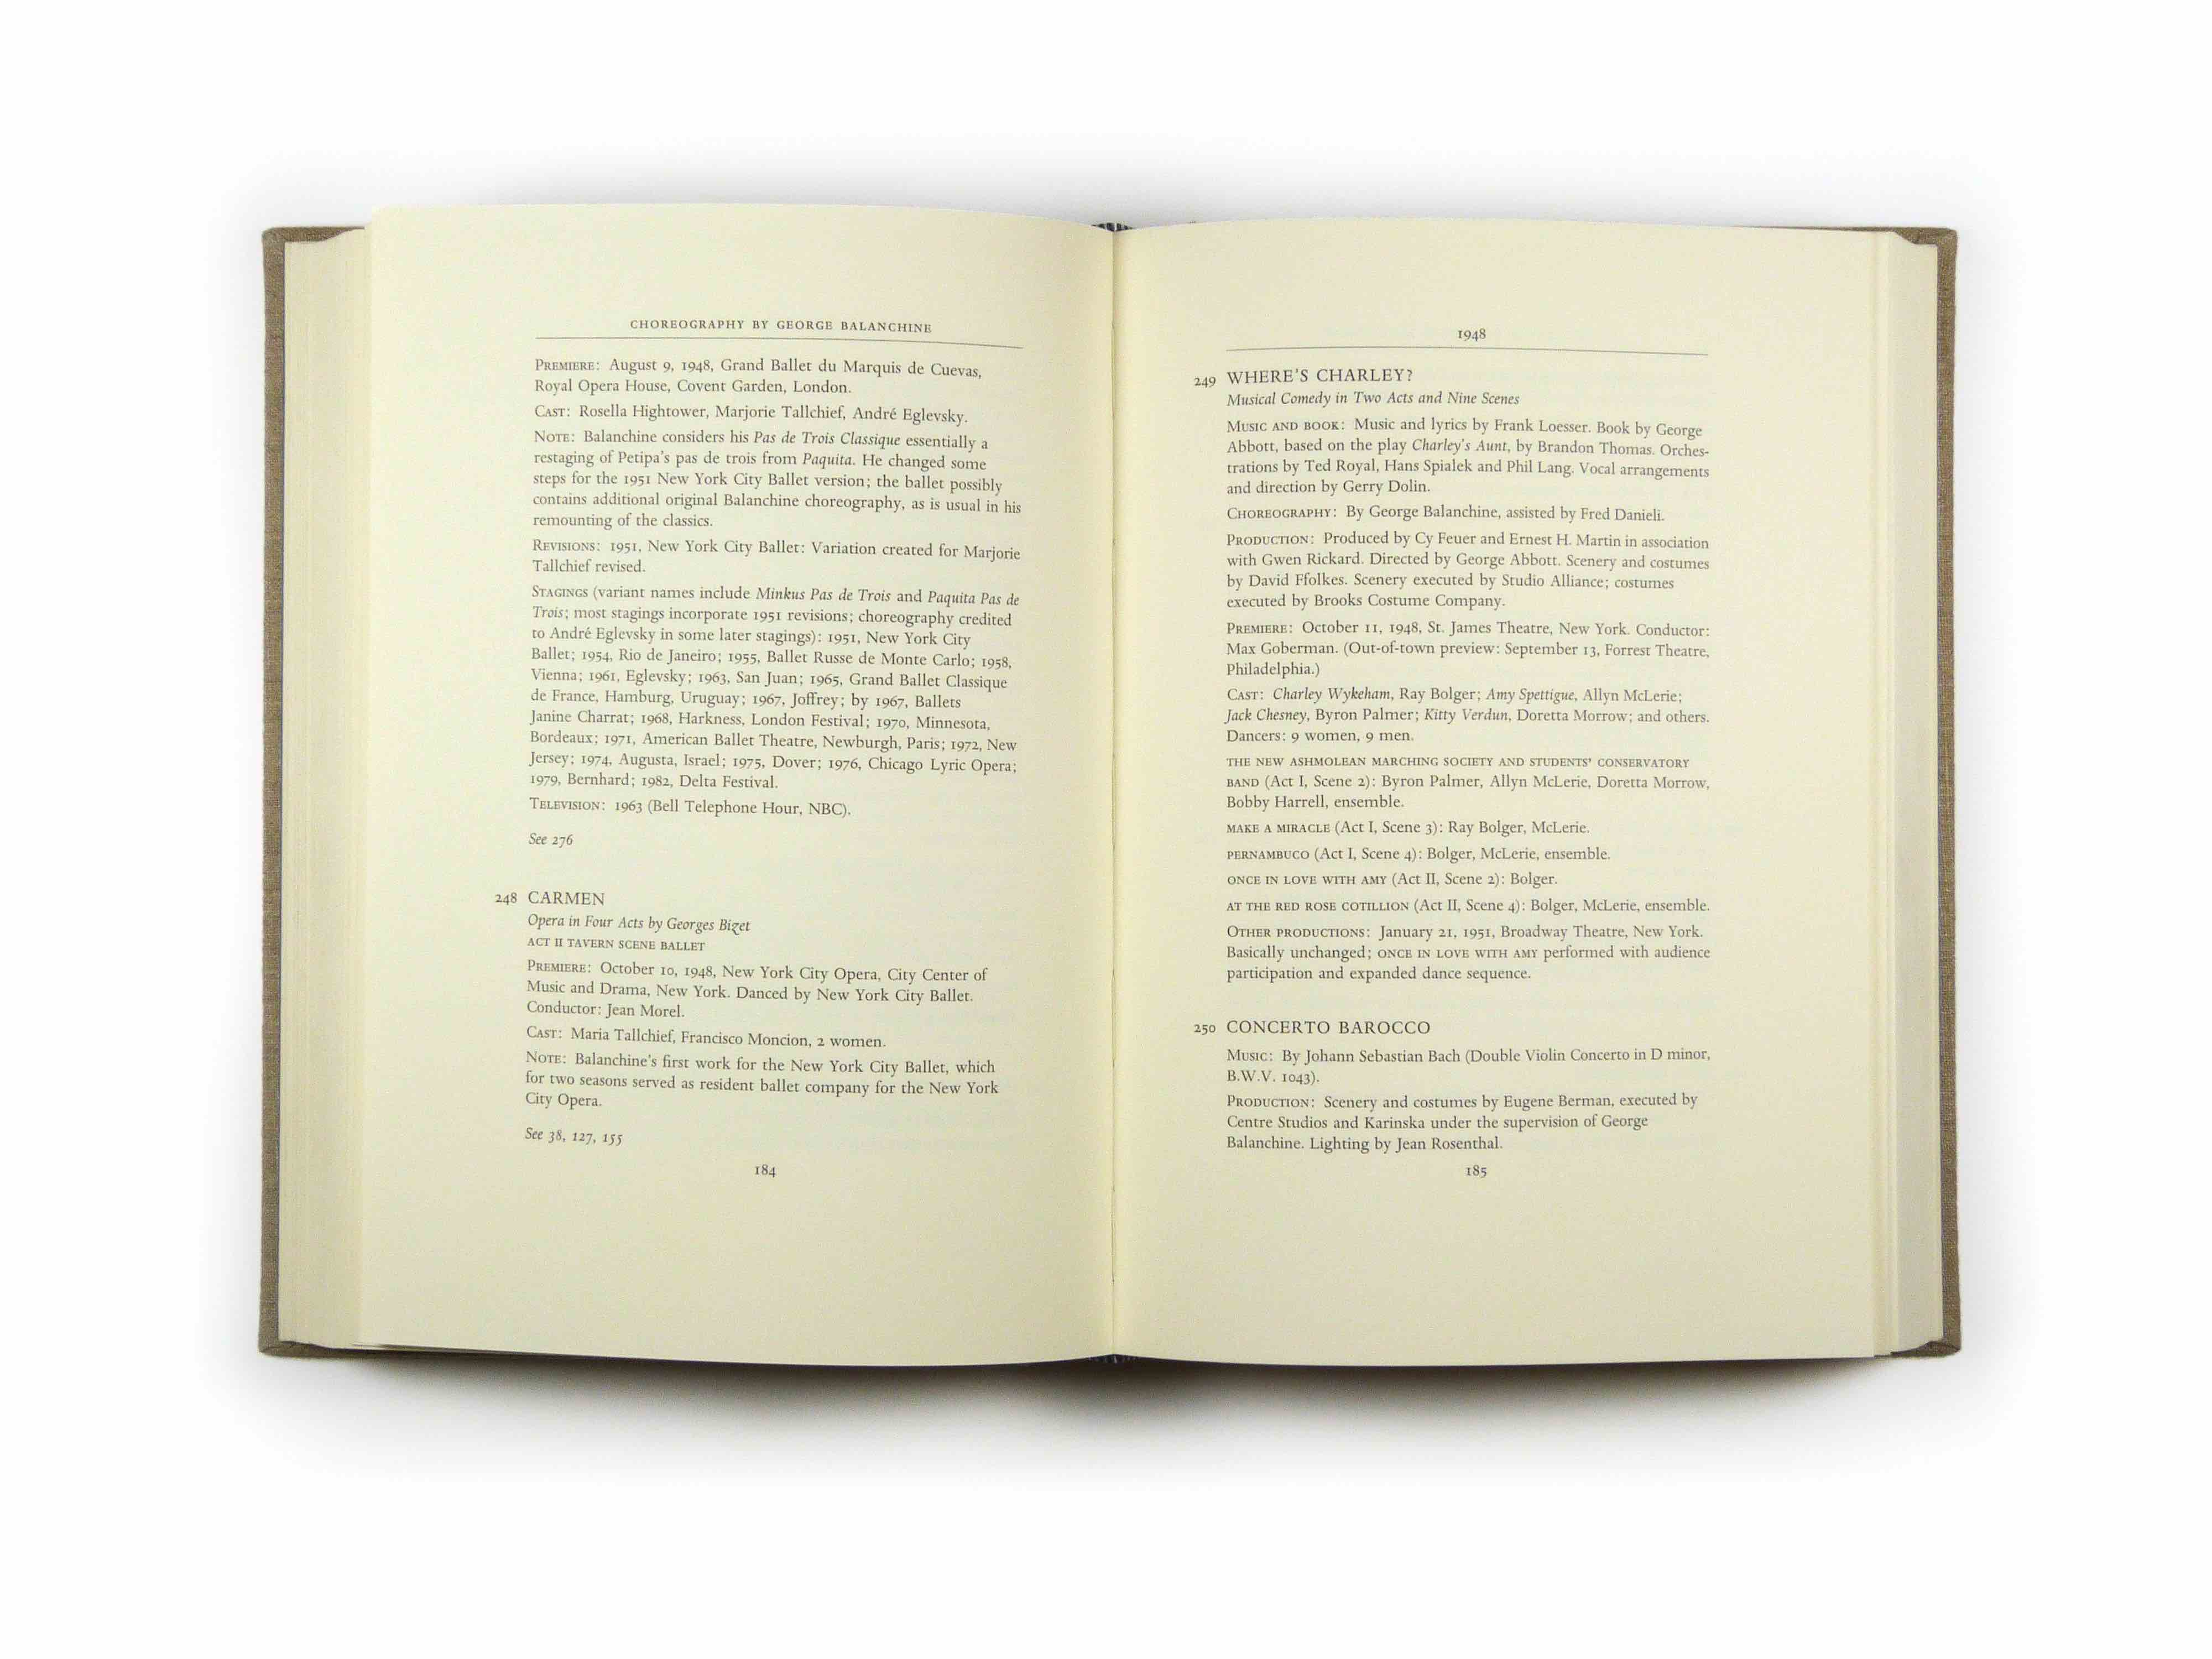 CHOREOGRAPHY BY GEORGE BALANCHINE
PREMIERE: August 9, 1948, Grand Ballet du Marquis de Cuevas,
Royal Opera House, Covent Garden, London.
CAST: Rosella Hightower, Marjorie Tallchief, André Eglevsky.
NOTE: Balanchine considers his Pas de Trois Classique essentially a
restaging of Petipa's pas de trois from Paquita. He changed some
steps for the 1951 New York City Ballet version; the ballet possibly
contains additional original Balanchine choreography, as is usual in his
remounting of the classics.
REVISIONS: 1951, New York City Ballet: Variation created for Marjorie
Tallchief revised.
STAGINGS (variant names include Minkus Pas de Trois and Paquita Pas de
Trois; most stagings incorporate 1951 revisions; choreography credited
to André Eglevsky in some later stagings): 1951, New York City
Ballet; 1954, Rio de Janeiro; 1955, Ballet Russe de Monte Carlo; 1958,
Vienna; 1961, Eglevsky; 1963, San Juan; 1965, Grand Ballet Classique
de France, Hamburg, Uruguay; 1967, Joffrey; by 1967, Ballets
Janine Charrat; 1968, Harkness, London Festival; 1970, Minnesota,
Bordeaux; 1971, American Ballet Theatre, Newburgh, Paris; 1972, New
Jersey; 1974, Augusta, Israel; 1975, Dover; 1976, Chicago Lyric Opera;
1979, Bernhard; 1982, Delta Festival.
TELEVISION: 1963 (Bell Telephone Hour, NBC).
See 276
248 CARMEN
Opera in Four Acts by Georges Bizet
ACT II TAVERN SCENE BALLET
PREMIERE: October 10, 1948, New York City Opera, City Center of
Music and Drama, New York. Danced by New York City Ballet.
Conductor: Jean Morel.
CAST: Maria Tallchief, Francisco Moncion, 2 women.
NOTE: Balanchine's first work for the New York City Ballet, which
for two seasons served as resident ballet company for the New York
City Opera.
See 38, 127, 155
184
1948
249 WHERE'S CHARLEY?
Musical Comedy in Two Acts and Nine Scenes
MUSIC AND BOOK: Music and lyrics by Frank Loesser. Book by George
Abbott, based on the play Charley's Aunt, by Brandon Thomas. Orches-
trations by Ted Royal, Hans Spialek and Phil Lang. Vocal arrangements
and direction by Gerry Dolin.
CHOREOGRAPHY: By George Balanchine, assisted by Fred Danieli.
PRODUCTION: Produced by Cy Feuer and Ernest H. Martin in association
with Gwen Rickard. Directed by George Abbott. Scenery and costumes
by David Ffolkes. Scenery executed by Studio Alliance; costumes
executed by Brooks Costume Company.
PREMIERE: October 11, 1948, St. James Theatre, New York. Conductor:
Max Goberman. (Out-of-town preview: September 13, Forrest Theatre,
Philadelphia.)
CAST: Charley Wykeham, Ray Bolger; Amy Spettigue, Allyn McLerie;
Jack Chesney, Byron Palmer; Kitty Verdun, Doretta Morrow; and others.
Dancers: 9 women, 9 men.
THE NEW ASHMOLEAN MARCHING SOCIETY AND STUDENTS' CONSERVATORY
BAND (Act I, Scene 2): Byron Palmer, Allyn McLerie, Doretta Morrow,
Bobby Harrell, ensemble.
MAKE A MIRACLE (Act I, Scene 3): Ray Bolger, McLerie.
PERNAMBUCO (Act I, Scene 4): Bolger, McLerie, ensemble.
ONCE IN LOVE WITH AMY (Act II, Scene 2): Bolger.
AT THE RED ROSE COTILLION (Act II, Scene 4): Bolger, McLerie, ensemble.
OTHER PRODUCTIONS: January 21, 1951, Broadway Theatre, New York.
Basically unchanged; ONCE IN LOVE WITH AMY performed with audience
participation and expanded dance sequence.
250 CONCERTO BAROCCO
MUSIC: By Johann Sebastian Bach (Double Violin Concerto in D minor,
B.W.V. 1043).
PRODUCTION: Scenery and costumes by Eugene Berman, executed by
Centre Studios and Karinska under the supervision of George
Balanchine. Lighting by Jean Rosenthal.
185